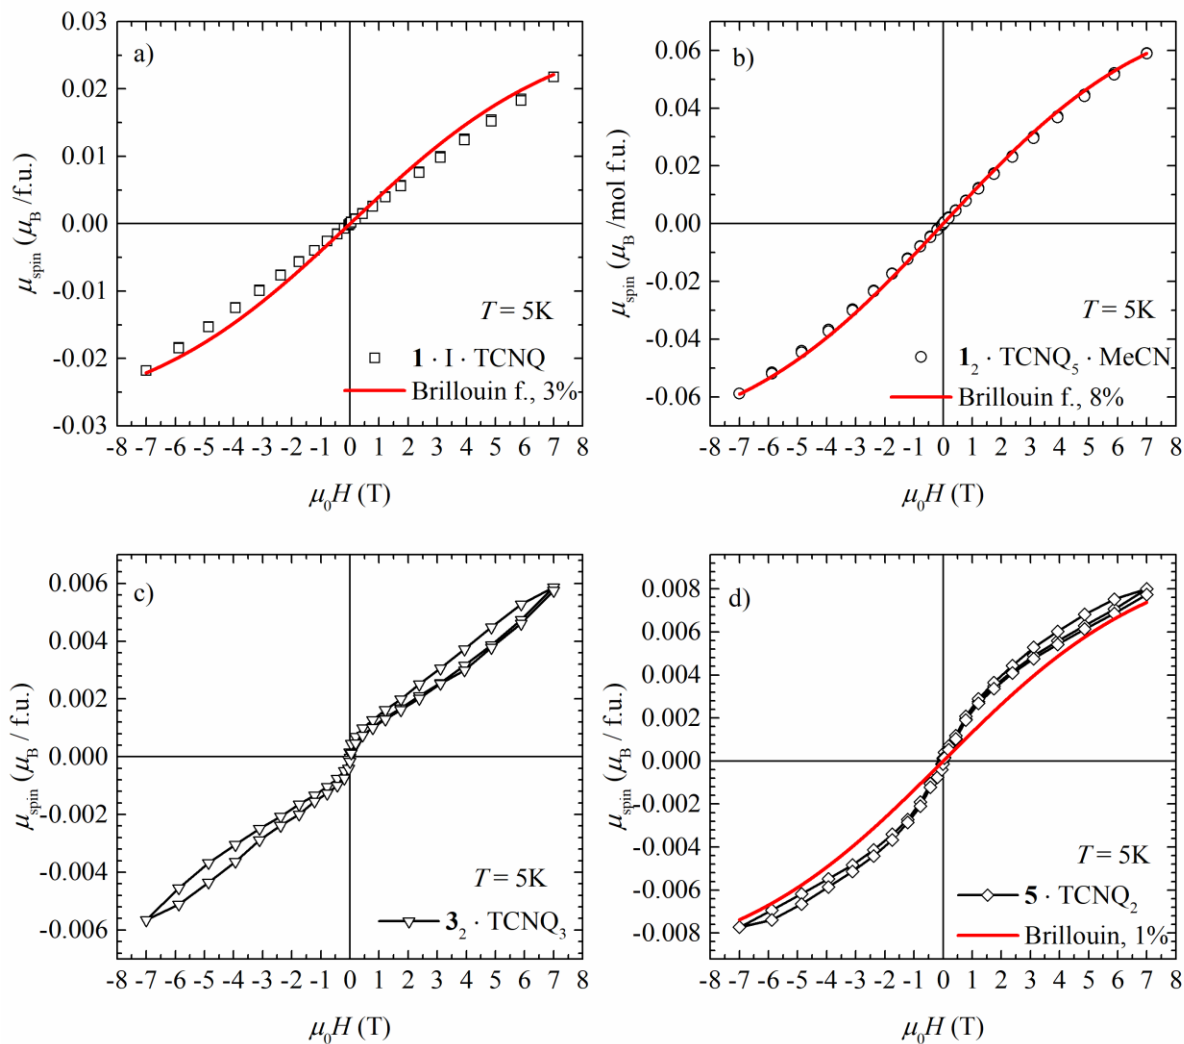 a)
0.03
0.02
0.01
0.00
-0.01
-0.02
-0.03
μspin (μB /f.u.)
T = 5K
1 · I · TCNQ
Brillouin f., 3%
-8 -7 -6 -5 -4 -3 -2 -1 0 1 2 3 4 5 6 7 8
μ0H (T)
b)
0.06
0.04
0.02
0.00
-0.02
-0.04
-0.06
μspin (μB /mol f.u.)
T = 5K
12 · TCNQ5 · MeCN
Brillouin f., 8%
-8 -7 -6 -5 -4 -3 -2 -1 0 1 2 3 4 5 6 7 8
μ0H (T)
c)
0.006
0.004
0.002
0.000
-0.002
-0.004
-0.006
μspin (μB / f.u.)
T = 5K
32 · TCNQ3
-8 -7 -6 -5 -4 -3 -2 -1 0 1 2 3 4 5 6 7 8
μ0H (T)
d)
0.008
0.006
0.004
0.002
0.000
-0.002
-0.004
-0.006
-0.008
μspin (μB / f.u.)
T = 5K
5 · TCNQ2
Brillouin, 1%
-8 -7 -6 -5 -4 -3 -2 -1 0 1 2 3 4 5 6 7 8
μ0H (T)